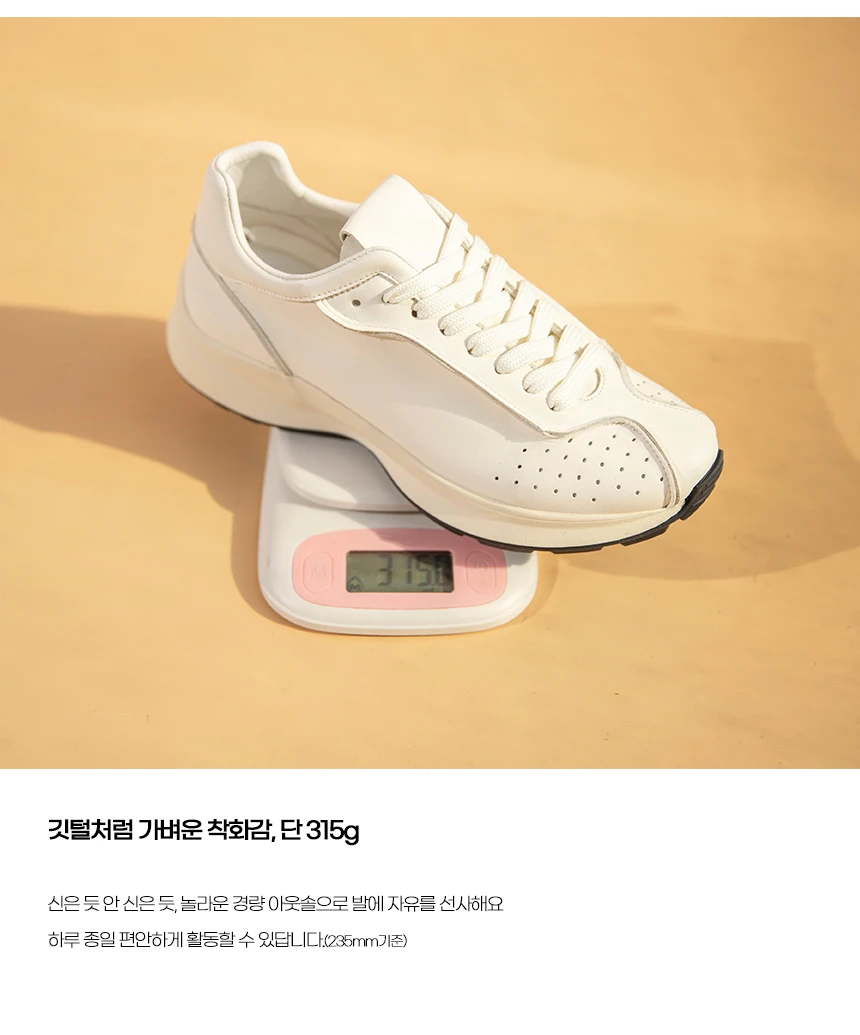 315g
깃털처럼 가벼운 착화감, 단 315g
신은 듯 안 신은 듯, 놀라운 경량 아웃솔으로 발에 자유를 선사해요
하루 종일 편안하게 활동할 수 있답니다.(235mm기준)